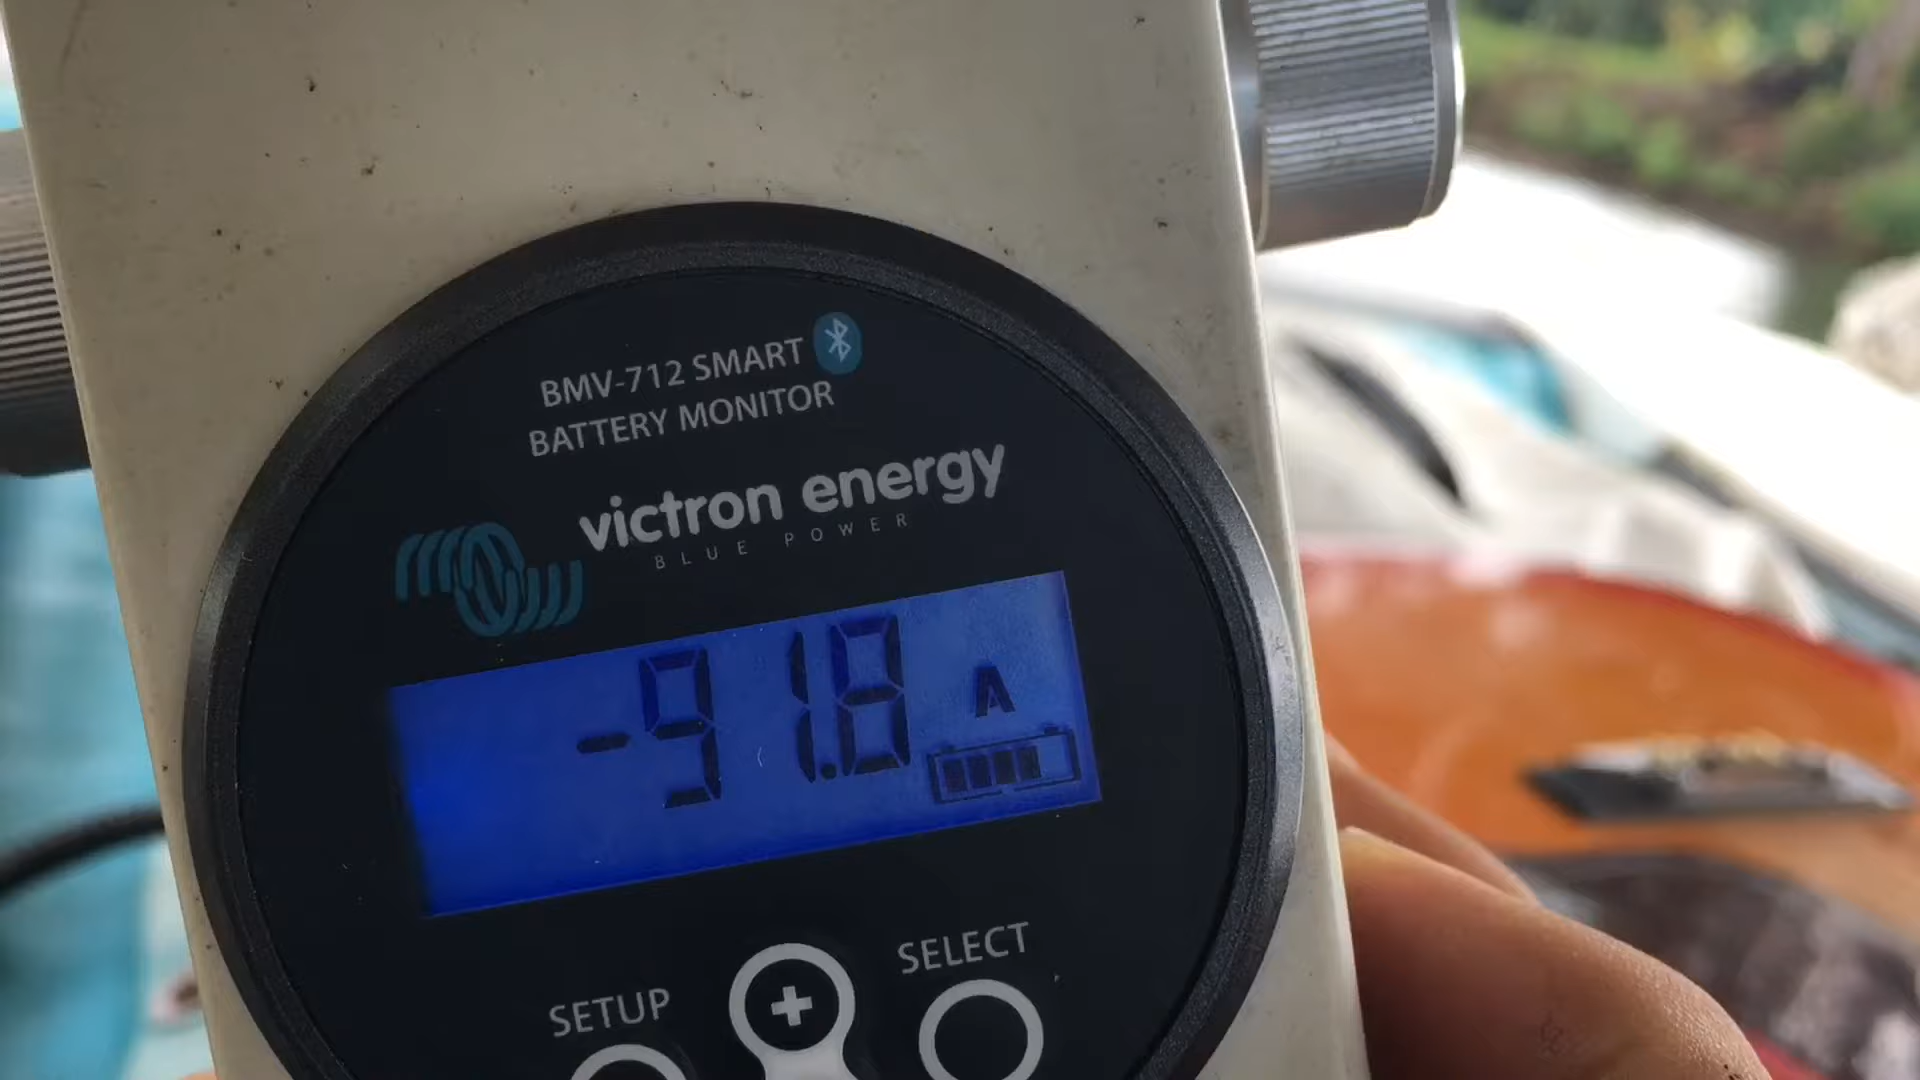 BMV-712 SMART
BATTERY MONITOR
victron energy
BLUE POWER
-91.8 A
SELECT
SETUP
+